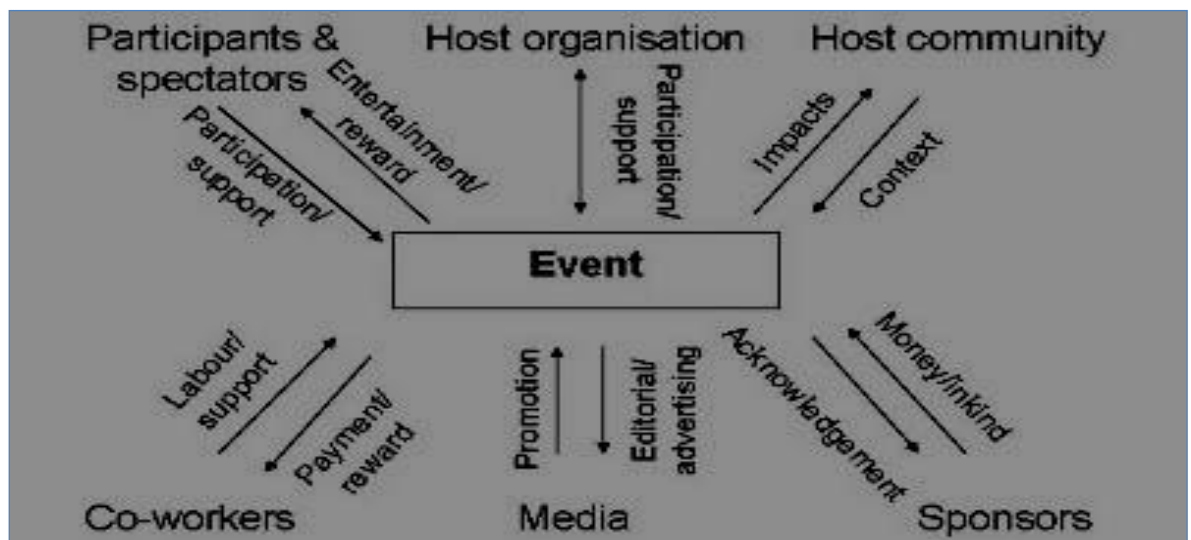 Participants &
spectators
Host organisation
Host community
Entertainment/
reward
Participation/
support
Participation/
support
Impacts
Context
Event
Labour/
support
Payment/
reward
Promotion
Editorial/
advertising
Acknowledgement
Money/inkind
Co-workers
Media
Sponsors